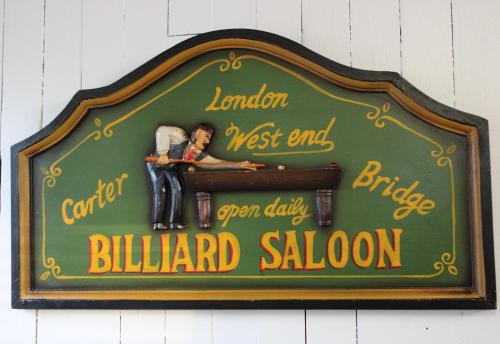 London
West end
Carter Bridge
open daily
BILLIARD SALOON